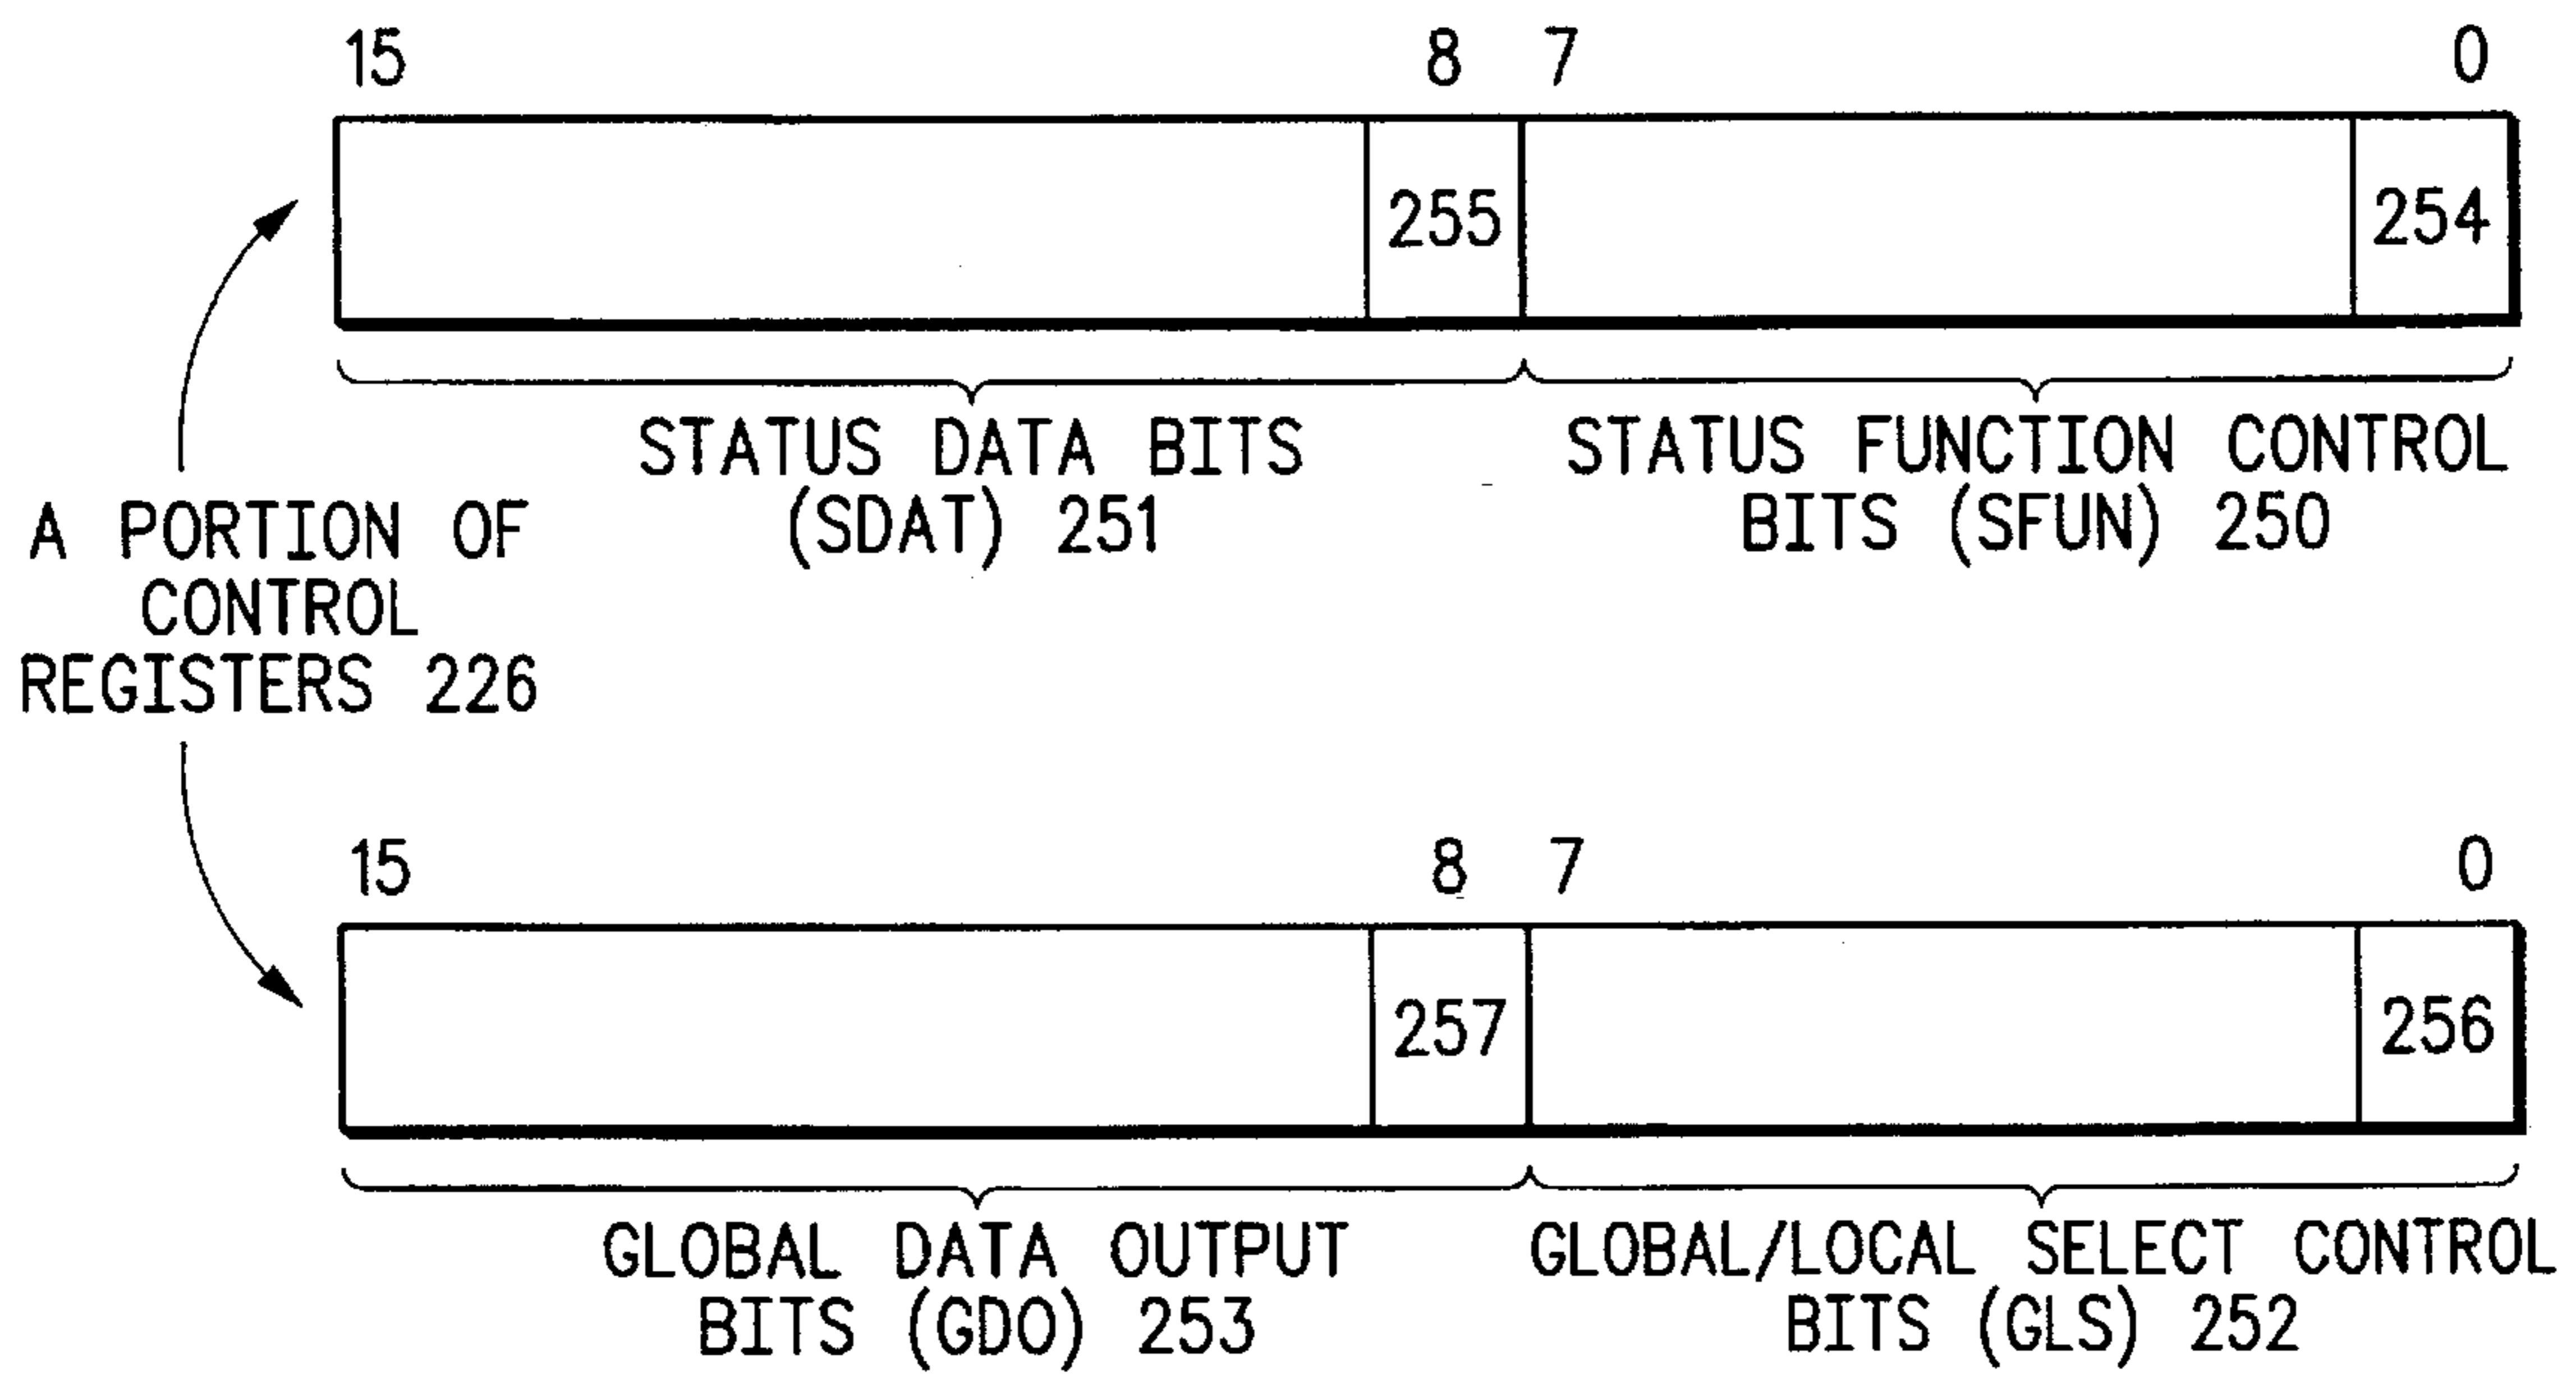 15 8 7 0
255 254
STATUS DATA BITS
(SDAT) 251
STATUS FUNCTION CONTROL
BITS (SFUN) 250
A PORTION OF
CONTROL
REGISTERS 226
15 8 7 0
257 256
GLOBAL DATA OUTPUT
BITS (GDO) 253
GLOBAL/LOCAL SELECT CONTROL
BITS (GLS) 252